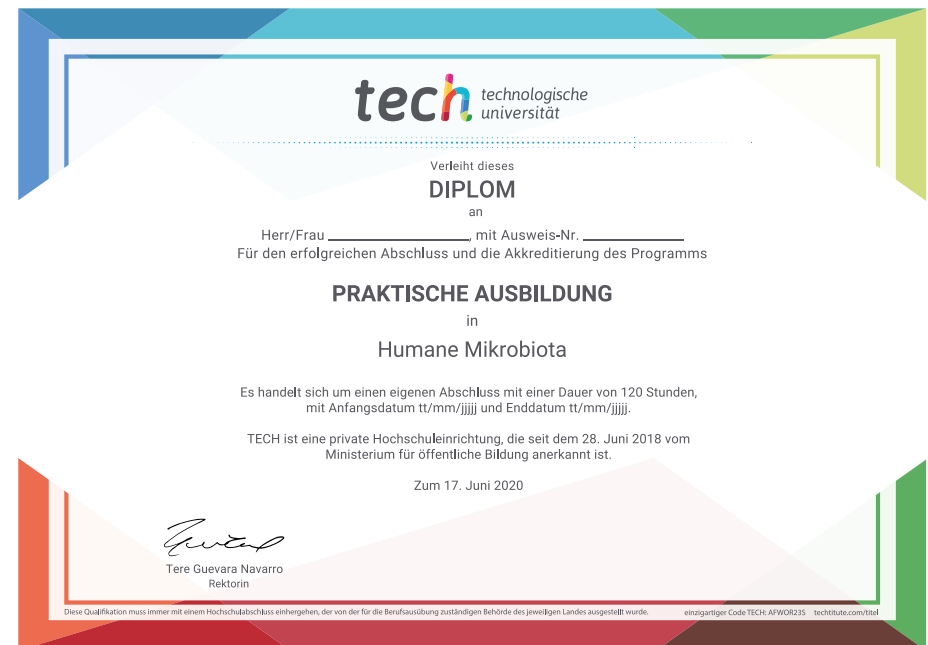 tech technologische
universität
Verleiht dieses
DIPLOM
an
Herr/Frau ____________________, mit Ausweis-Nr. ______________
Für den erfolgreichen Abschluss und die Akkreditierung des Programms
PRAKTISCHE AUSBILDUNG
in
Humane Mikrobiota
Es handelt sich um einen eigenen Abschluss mit einer Dauer von 120 Stunden,
mit Anfangsdatum tt/mm/jjjjj und Enddatum tt/mm/jjjjj.
TECH ist eine private Hochschuleinrichtung, die seit dem 28. Juni 2018 vom
Ministerium für öffentliche Bildung anerkannt ist.
Zum 17. Juni 2020
Tere Guevara Navarro
Rektorin
Diese Qualifikation muss immer mit einem Hochschulabschluss einhergehen, der von der für die Berufsausübung zuständigen Behörde des jeweiligen Landes ausgestellt wurde. einzigartiger Code TECH: AFWOR23S techtitute.com/titel